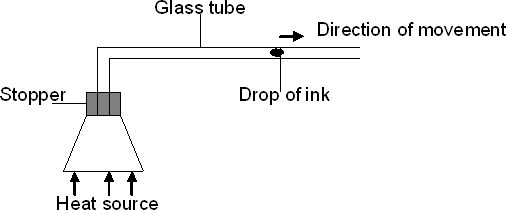 Glass tube
Direction of movement
Stopper
Drop of ink
Heat source